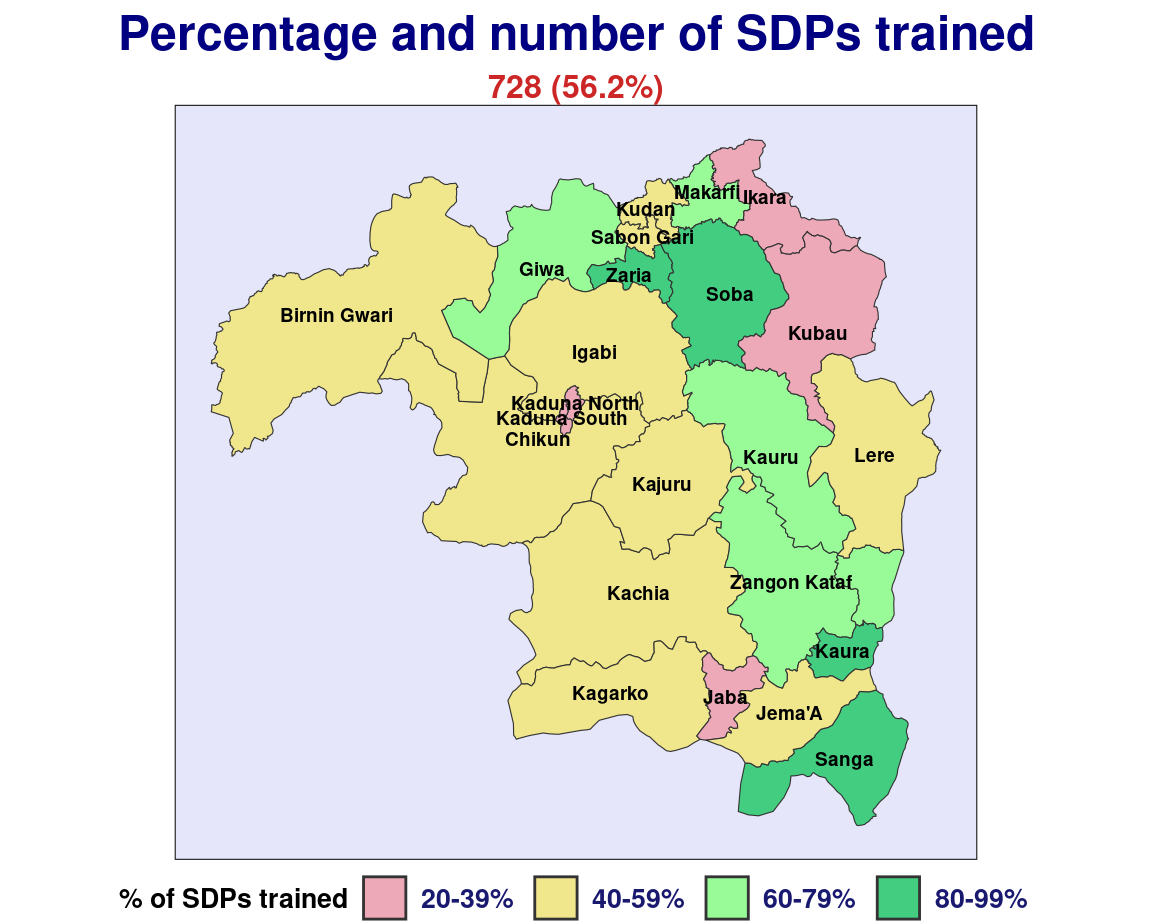 Percentage and number of SDPs trained
728 (56.2%)
Makarfi
Ikara
Kudan
Sabon Gari
Giwa
Zaria
Soba
Birnin Gwari
Kubau
Igabi
Kaduna North
Kaduna South
Chikun
Kauru
Lere
Kajuru
Zangon Kataf
Kachia
Kaura
Kagarko
Jaba
Jema'A
Sanga
% of SDPs trained 20-39% 40-59% 60-79% 80-99%